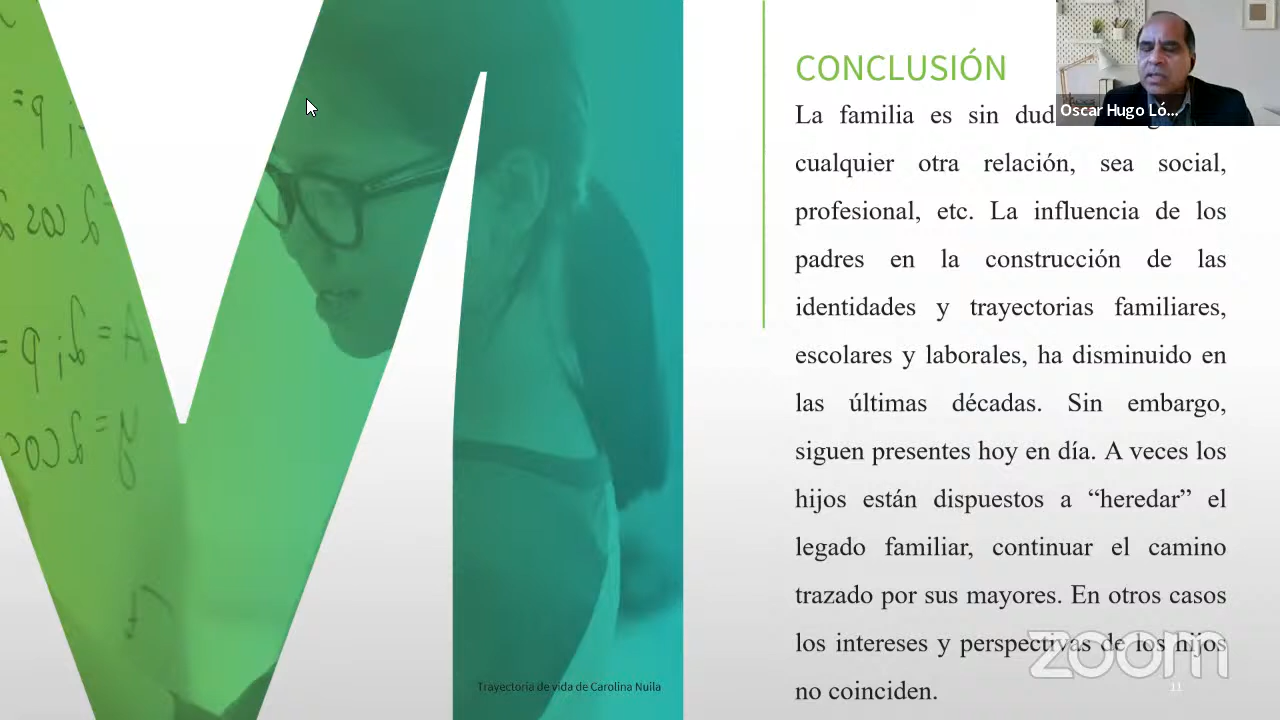 CONCLUSIÓN
La familia es sin
cualquier otra relación, sea social,
profesional, etc. La influencia de los
padres en la construcción de las
identidades y trayectorias familiares,
escolares y laborales, ha disminuido en
las últimas décadas. Sin embargo,
siguen presentes hoy en día. A veces los
hijos están dispuestos a “heredar” el
legado familiar, continuar el camino
trazado por sus mayores. En otros casos
los intereses y perspectivas de los hijos
no coinciden.
Oscar Hugo Ló...
Trayectoria de vida de Carolina Nuila
11
zoom